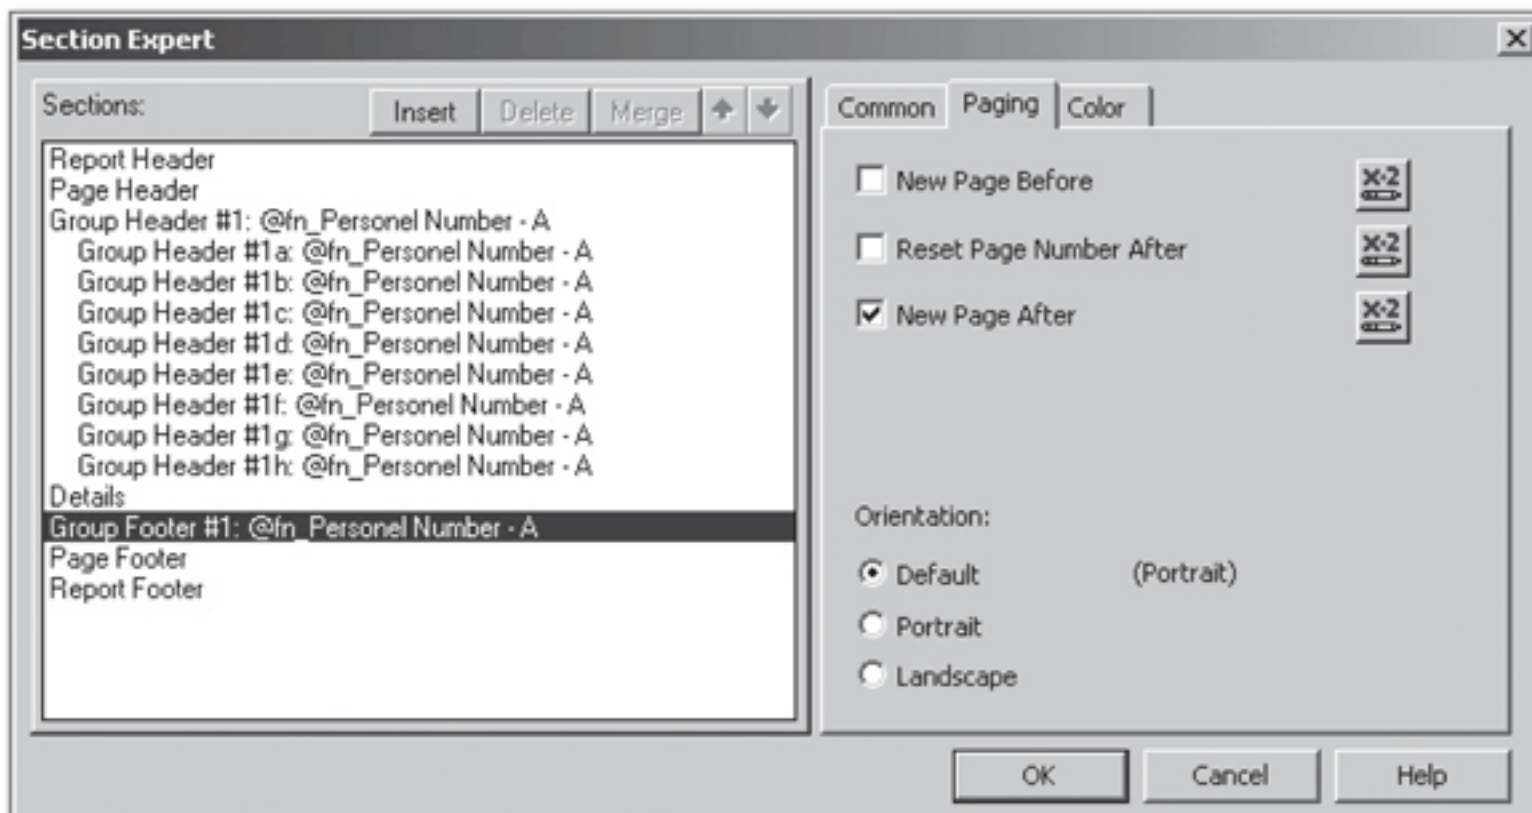 Section Expert
Sections:
Insert Delete Merge
Report Header
Page Header
Group Header #1: @fn_Personel Number - A
Group Header #1a: @fn_Personel Number - A
Group Header #1b: @fn_Personel Number - A
Group Header #1c: @fn_Personel Number - A
Group Header #1d: @fn_Personel Number - A
Group Header #1e: @fn_Personel Number - A
Group Header #1f: @fn_Personel Number - A
Group Header #1g: @fn_Personel Number - A
Group Header #1h: @fn_Personel Number - A
Details
Group Footer #1: @fn_Personel Number - A
Page Footer
Report Footer
Common Paging Color
New Page Before X·2
Reset Page Number After X·2
New Page After X·2
Orientation:
Default (Portrait)
Portrait
Landscape
OK Cancel Help